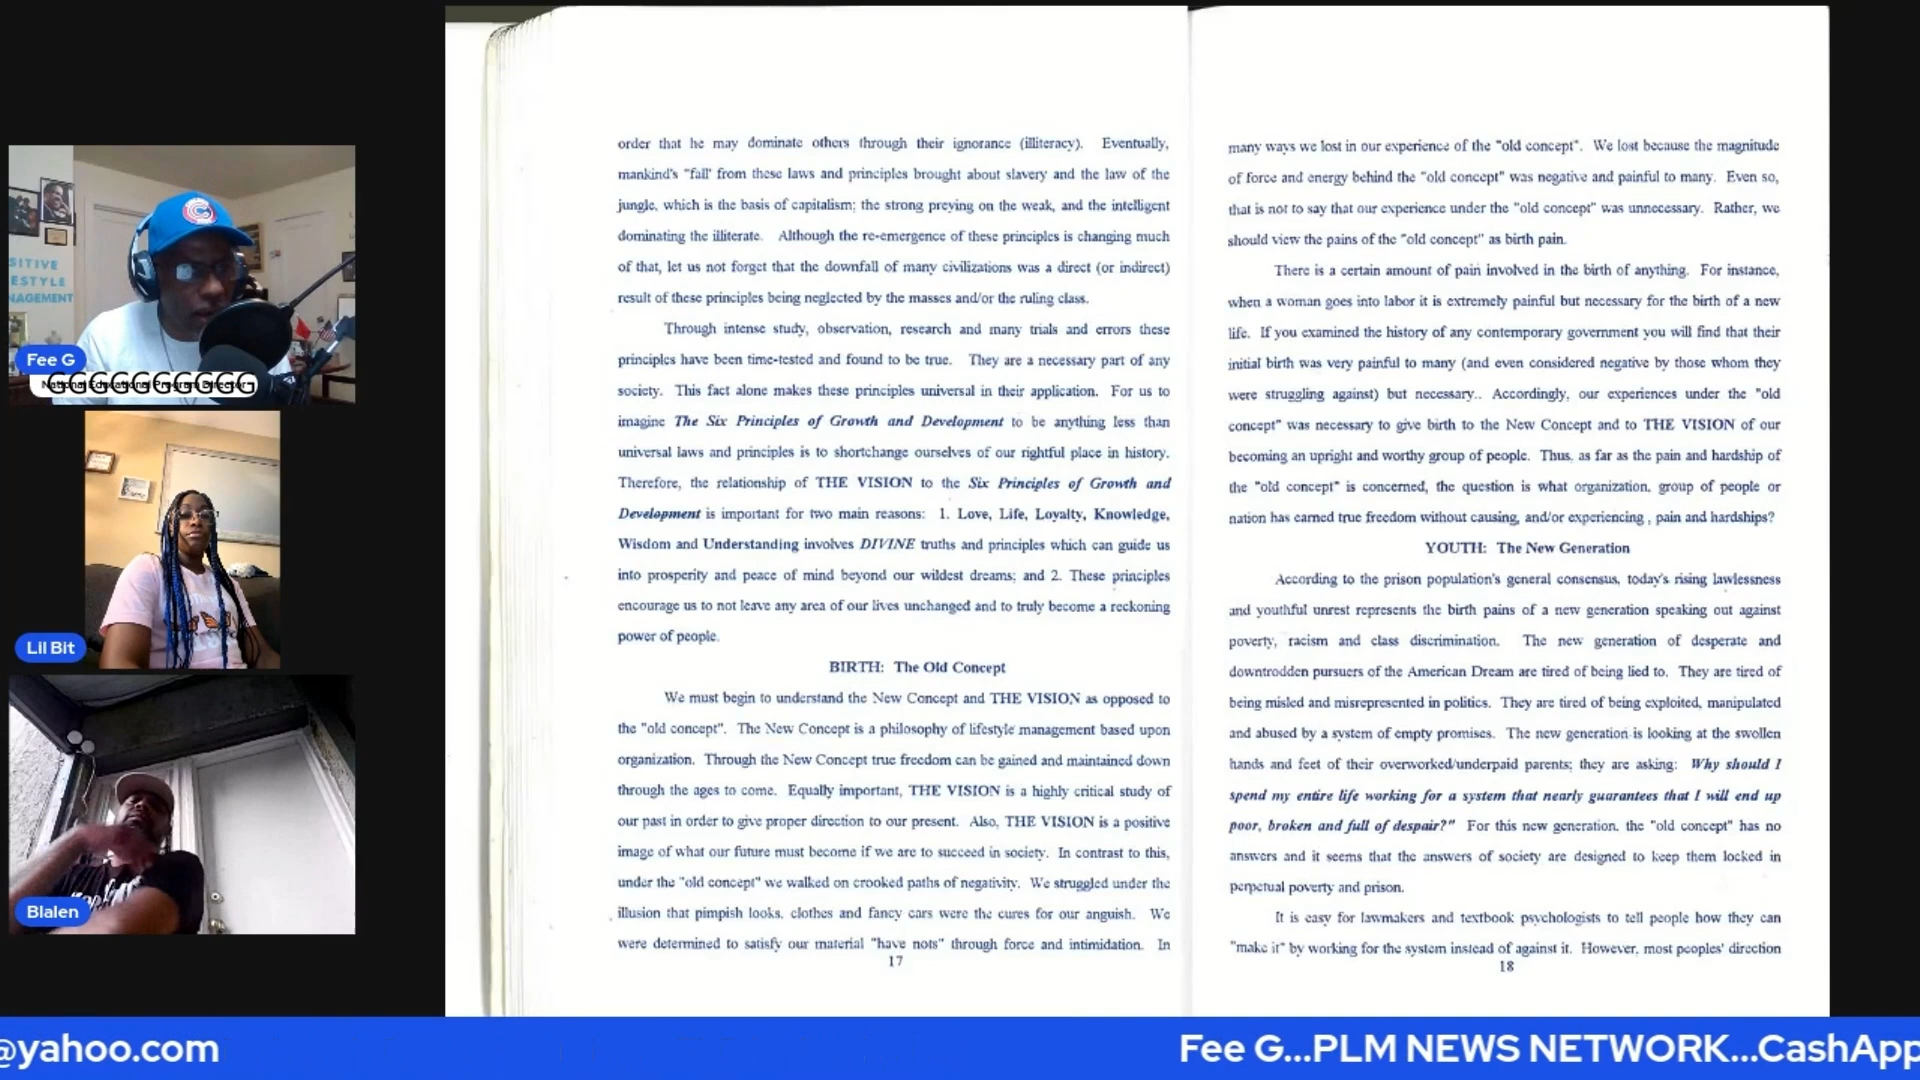 SITIVE
ESTYLE
NAGEMENT
Fee G
National Educational Program Director
GGGGGGGGGG
Lil Bit
Blalen
order that he may dominate others through their ignorance (illiteracy). Eventually,
mankind's "fall' from these laws and principles brought about slavery and the law of the
jungle, which is the basis of capitalism; the strong preying on the weak, and the intelligent
dominating the illiterate. Although the re-emergence of these principles is changing much
of that, let us not forget that the downfall of many civilizations was a direct (or indirect)
result of these principles being neglected by the masses and/or the ruling class.
Through intense study, observation, research and many trials and errors these
principles have been time-tested and found to be true. They are a necessary part of any
society. This fact alone makes these principles universal in their application. For us to
imagine The Six Principles of Growth and Development to be anything less than
universal laws and principles is to shortchange ourselves of our rightful place in history.
Therefore, the relationship of THE VISION to the Six Principles of Growth and
Development is important for two main reasons: 1. Love, Life, Loyalty, Knowledge,
Wisdom and Understanding involves DIVINE truths and principles which can guide us
into prosperity and peace of mind beyond our wildest dreams; and 2. These principles
encourage us to not leave any area of our lives unchanged and to truly become a reckoning
power of people.
BIRTH: The Old Concept
We must begin to understand the New Concept and THE VISION as opposed to
the "old concept". The New Concept is a philosophy of lifestyle management based upon
organization. Through the New Concept true freedom can be gained and maintained down
through the ages to come. Equally important, THE VISION is a highly critical study of
our past in order to give proper direction to our present. Also, THE VISION is a positive
image of what our future must become if we are to succeed in society. In contrast to this,
under the "old concept" we walked on crooked paths of negativity. We struggled under the
illusion that pimpish looks, clothes and fancy cars were the cures for our anguish. We
were determined to satisfy our material "have nots" through force and intimidation. In
17
many ways we lost in our experience of the "old concept". We lost because the magnitude
of force and energy behind the "old concept" was negative and painful to many. Even so,
that is not to say that our experience under the "old concept" was unnecessary. Rather, we
should view the pains of the "old concept" as birth pain.
There is a certain amount of pain involved in the birth of anything. For instance,
when a woman goes into labor it is extremely painful but necessary for the birth of a new
life. If you examined the history of any contemporary government you will find that their
initial birth was very painful to many (and even considered negative by those whom they
were struggling against) but necessary.. Accordingly, our experiences under the "old
concept" was necessary to give birth to the New Concept and to THE VISION of our
becoming an upright and worthy group of people. Thus, as far as the pain and hardship of
the "old concept" is concerned, the question is what organization, group of people or
nation has earned true freedom without causing, and/or experiencing , pain and hardships?
YOUTH: The New Generation
According to the prison population's general consensus, today's rising lawlessness
and youthful unrest represents the birth pains of a new generation speaking out against
poverty, racism and class discrimination. The new generation of desperate and
downtrodden pursuers of the American Dream are tired of being lied to. They are tired of
being misled and misrepresented in politics. They are tired of being exploited, manipulated
and abused by a system of empty promises. The new generation is looking at the swollen
hands and feet of their overworked/underpaid parents; they are asking: Why should I
spend my entire life working for a system that nearly guarantees that I will end up
poor, broken and full of despair?" For this new generation, the "old concept" has no
answers and it seems that the answers of society are designed to keep them locked in
perpetual poverty and prison.
It is easy for lawmakers and textbook psychologists to tell people how they can
"make it" by working for the system instead of against it. However, most peoples' direction
18
@yahoo.com
Fee G...PLM NEWS NETWORK...CashApp